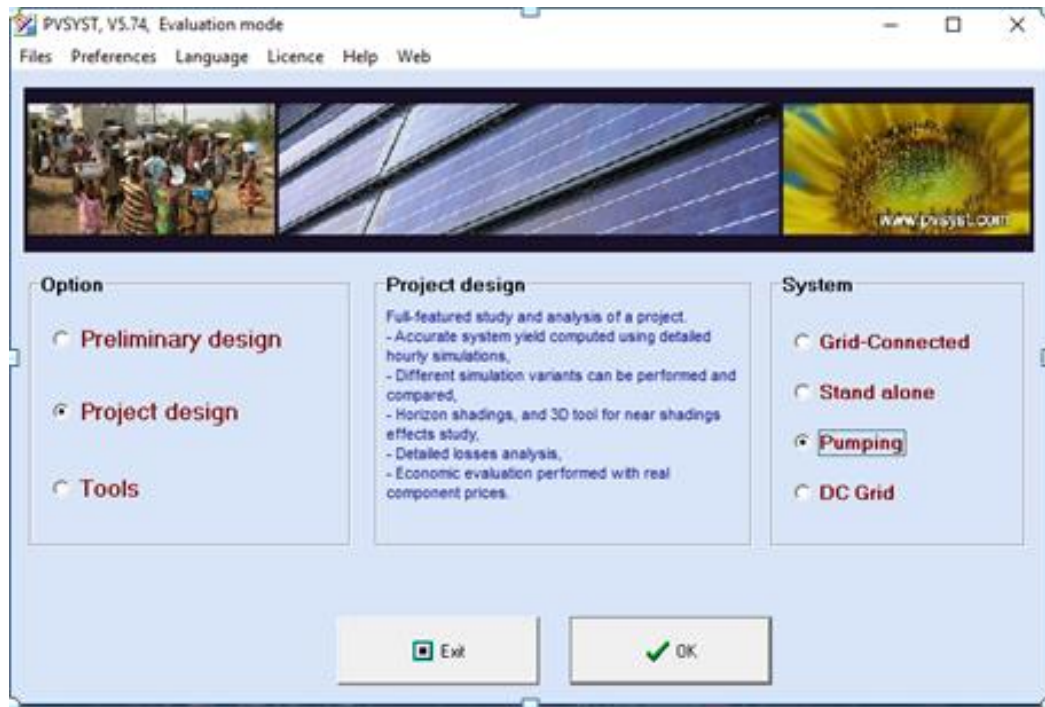 PVSYST, V5.74, Evaluation mode
Files Preferences Language Licence Help Web
www.pvsyst.com
Option
Preliminary design
Project design
Tools
Project design
Full-featured study and analysis of a project.
- Accurate system yield computed using detailed
hourly simulations,
- Different simulation variants can be performed and
compared,
- Horizon shadings, and 3D tool for near shadings
effects study,
- Detailed losses analysis,
- Economic evaluation performed with real
component prices.
System
Grid-Connected
Stand alone
Pumping
DC Grid
Exit
OK